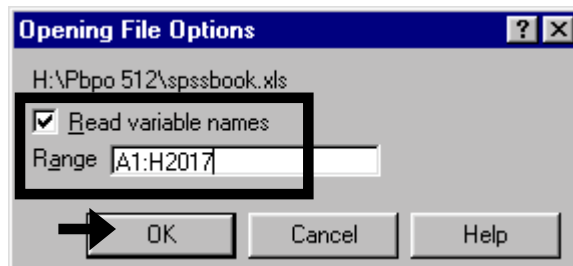 Opening File Options
H:\Pbpo 512\spssbook.xls
Read variable names
Range A1:H2017
OK Cancel Help